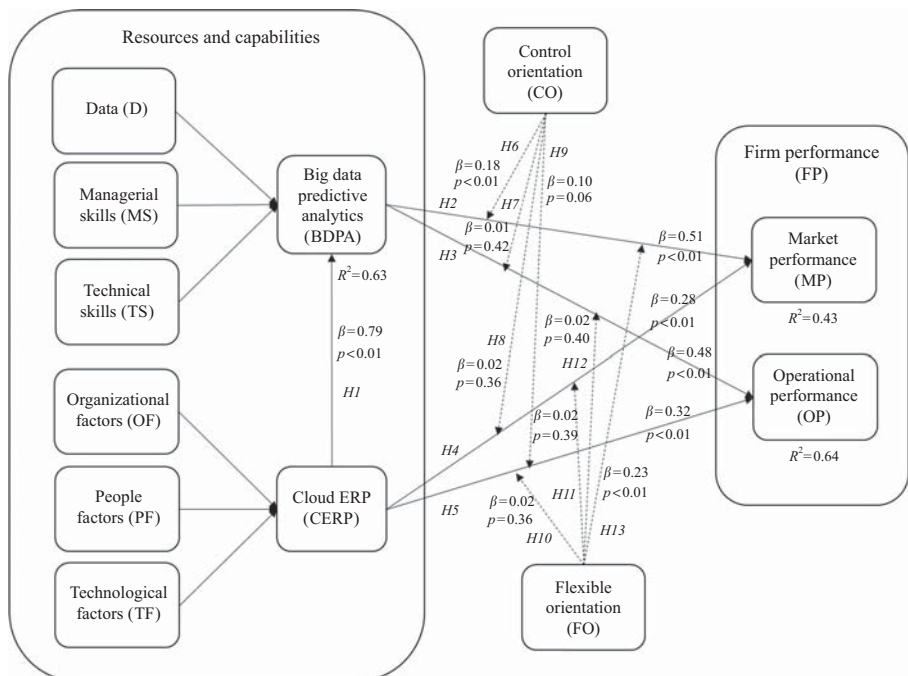 Resources and capabilities
Data (D)
Managerial
skills (MS)
Technical
skills (TS)
Organizational
factors (OF)
People
factors (PF)
Technological
factors (TF)
Big data
predictive
analytics
(BDPA)
R²=0.63
β=0.79
p<0.01
H1
Cloud ERP
(CERP)
Control
orientation
(CO)
H6
β=0.18
p<0.01
H9
β=0.10
p=0.06
H7
H2
β=0.01
p=0.42
H3
H8
β=0.02
p=0.36
β=0.02
p=0.40
H12
β=0.02
p=0.39
H4
H5
β=0.02
p=0.36
H10
H11
β=0.23
p<0.01
H13
Flexible
orientation
(FO)
β=0.51
p<0.01
β=0.28
p<0.01
β=0.48
p<0.01
β=0.32
p<0.01
Firm performance
(FP)
Market
performance
(MP)
R²=0.43
Operational
performance
(OP)
R²=0.64